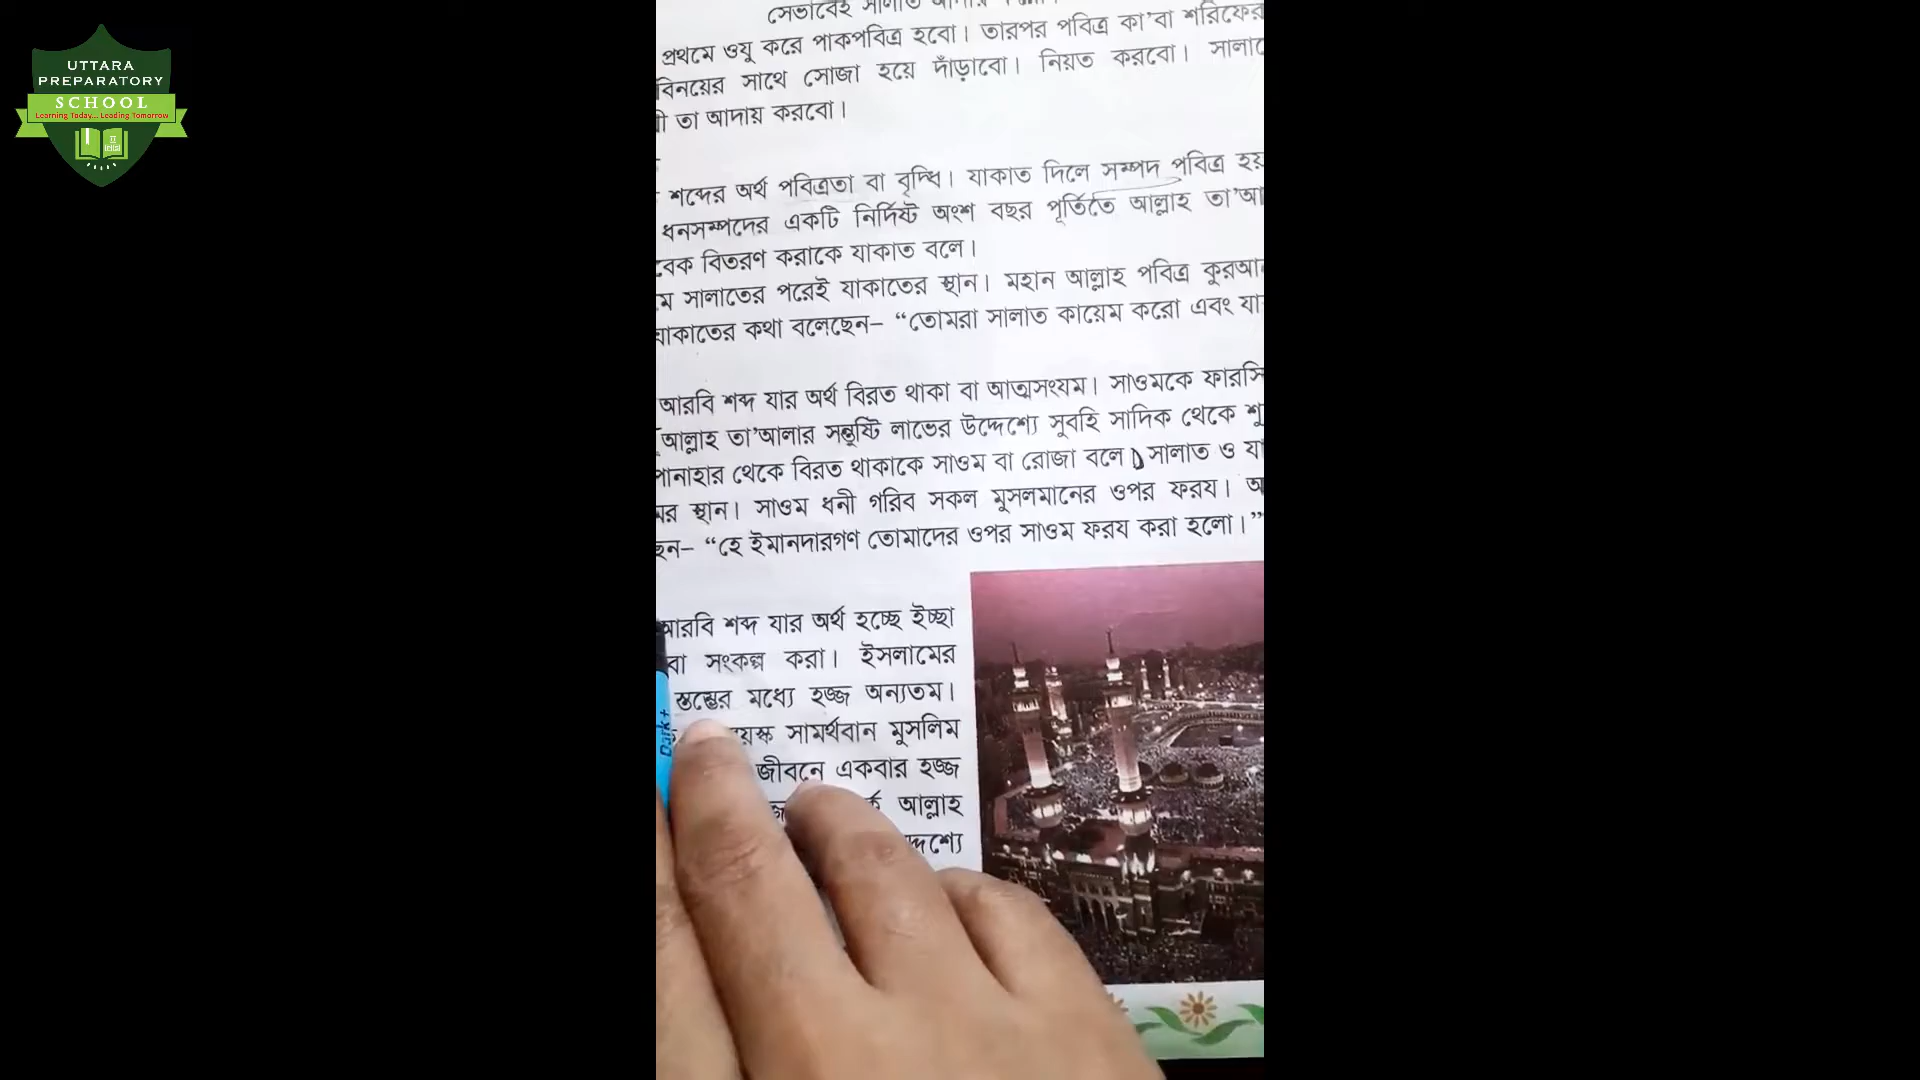 UTTARA
PREPARATORY
SCHOOL
Learning Today... Leading Tomorrow
সেভাবেই সালাত
প্রথমে ওযু করে পাকপবিত্র হবো। তারপর পবিত্র কা'বা শরিফের
বিনয়ের সাথে সোজা হয়ে দাঁড়াবো। নিয়ত করবো। সালাতে
তা আদায় করবো।
শব্দের অর্থ পবিত্রতা বা বৃদ্ধি। যাকাত দিলে সম্পদ পবিত্র হয়
ধনসম্পদের একটি নির্দিষ্ট অংশ বছর পূর্তিতে আল্লাহ তা'আ
বেক বিতরণ করাকে যাকাত বলে।
ম সালাতের পরেই যাকাতের স্থান। মহান আল্লাহ পবিত্র কুরআ
যাকাতের কথা বলেছেন– “তোমরা সালাত কায়েম করো এবং যা
আরবি শব্দ যার অর্থ বিরত থাকা বা আত্মসংযম। সাওমকে ফারসি
আল্লাহ তা'আলার সন্তুষ্টি লাভের উদ্দেশ্যে সুবহি সাদিক থেকে শু
পানাহার থেকে বিরত থাকাকে সাওম বা রোজা বলে। সালাত ও যা
মর স্থান। সাওম ধনী গরিব সকল মুসলমানের ওপর ফরয। অ
ছেন– “হে ইমানদারগণ তোমাদের ওপর সাওম ফরয করা হলো।”
আরবি শব্দ যার অর্থ হচ্ছে ইচ্ছা
বা সংকল্প করা। ইসলামের
স্তম্ভের মধ্যে হজ্জ অন্যতম।
য়স্ক সামর্থবান মুসলিম
জীবনে একবার হজ্জ
আল্লাহ
দ্দেশ্যে
Dark+